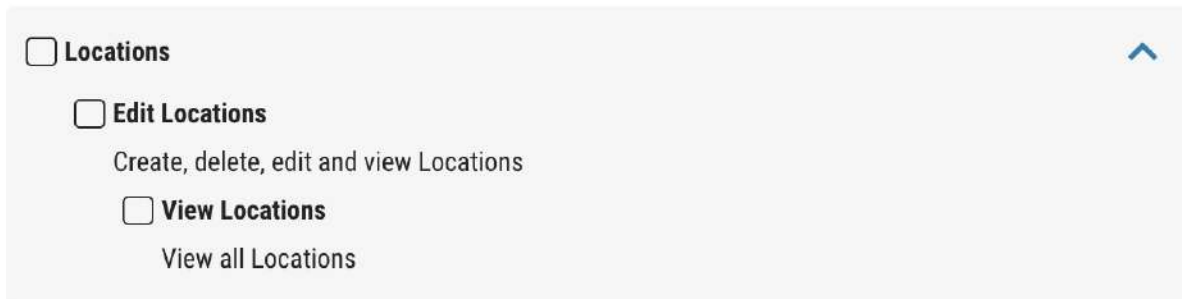 Locations
Edit Locations
Create, delete, edit and view Locations
View Locations
View all Locations